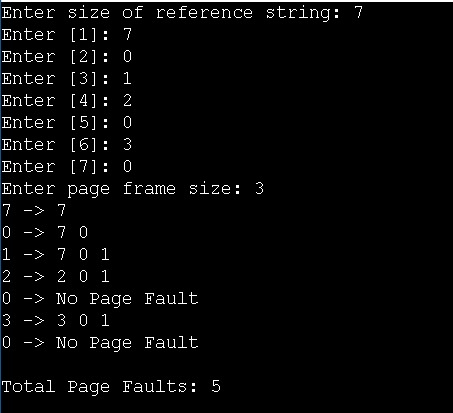 Enter size of reference string: 7
Enter [1]: 7
Enter [2]: 0
Enter [3]: 1
Enter [4]: 2
Enter [5]: 0
Enter [6]: 3
Enter [7]: 0
Enter page frame size: 3
7 -> 7
0 -> 7 0
1 -> 7 0 1
2 -> 2 0 1
0 -> No Page Fault
3 -> 3 0 1
0 -> No Page Fault
Total Page Faults: 5